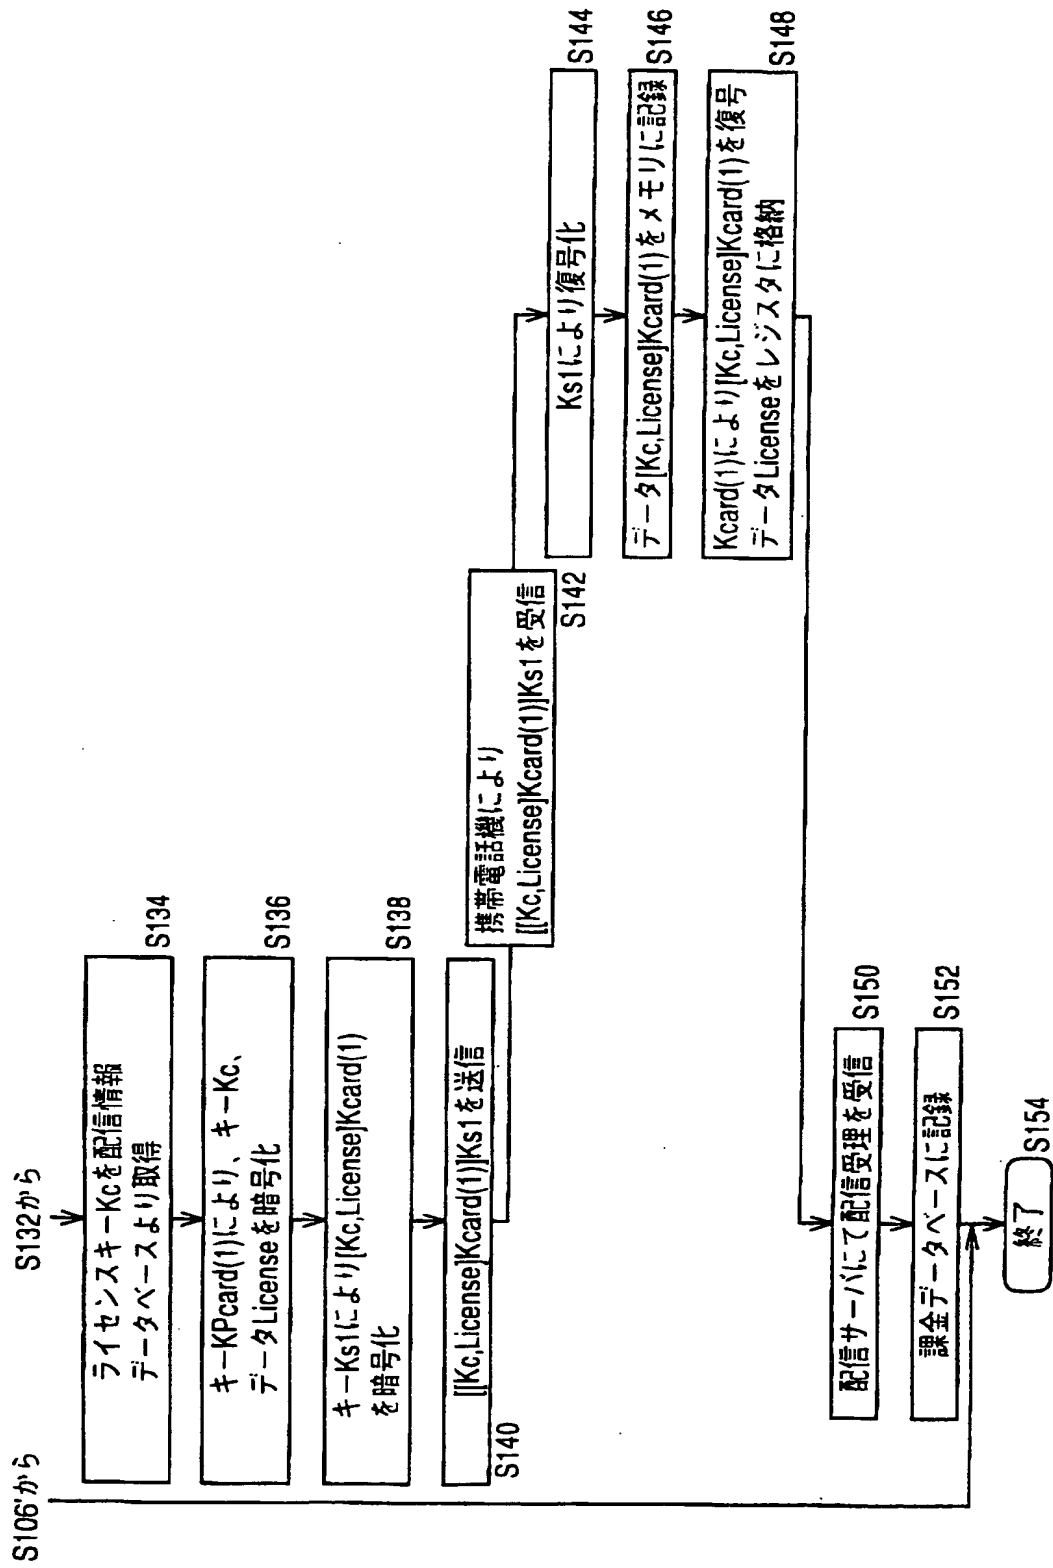 S106'から
S132から
ライセンスキーKcを配信情報
データベースより取得
S134
キーKPcard(1)により、キーKc、
データLicenseを暗号化
S136
キーKs1により[Kc,License]Kcard(1)
を暗号化
S138
[[Kc,License]Kcard(1)]Ks1を送信
S140
携帯電話機により
[[Kc,License]Kcard(1)]Ks1を受信
S142
Ks1により復号化
S144
データ[Kc,License]Kcard(1)をメモリに記録
S146
Kcard(1)により[Kc,License]Kcard(1)を復号
データLicenseをレジスタに格納
S148
配信サーバにて配信受理を受信
S150
課金データベースに記録
S152
終了
S154